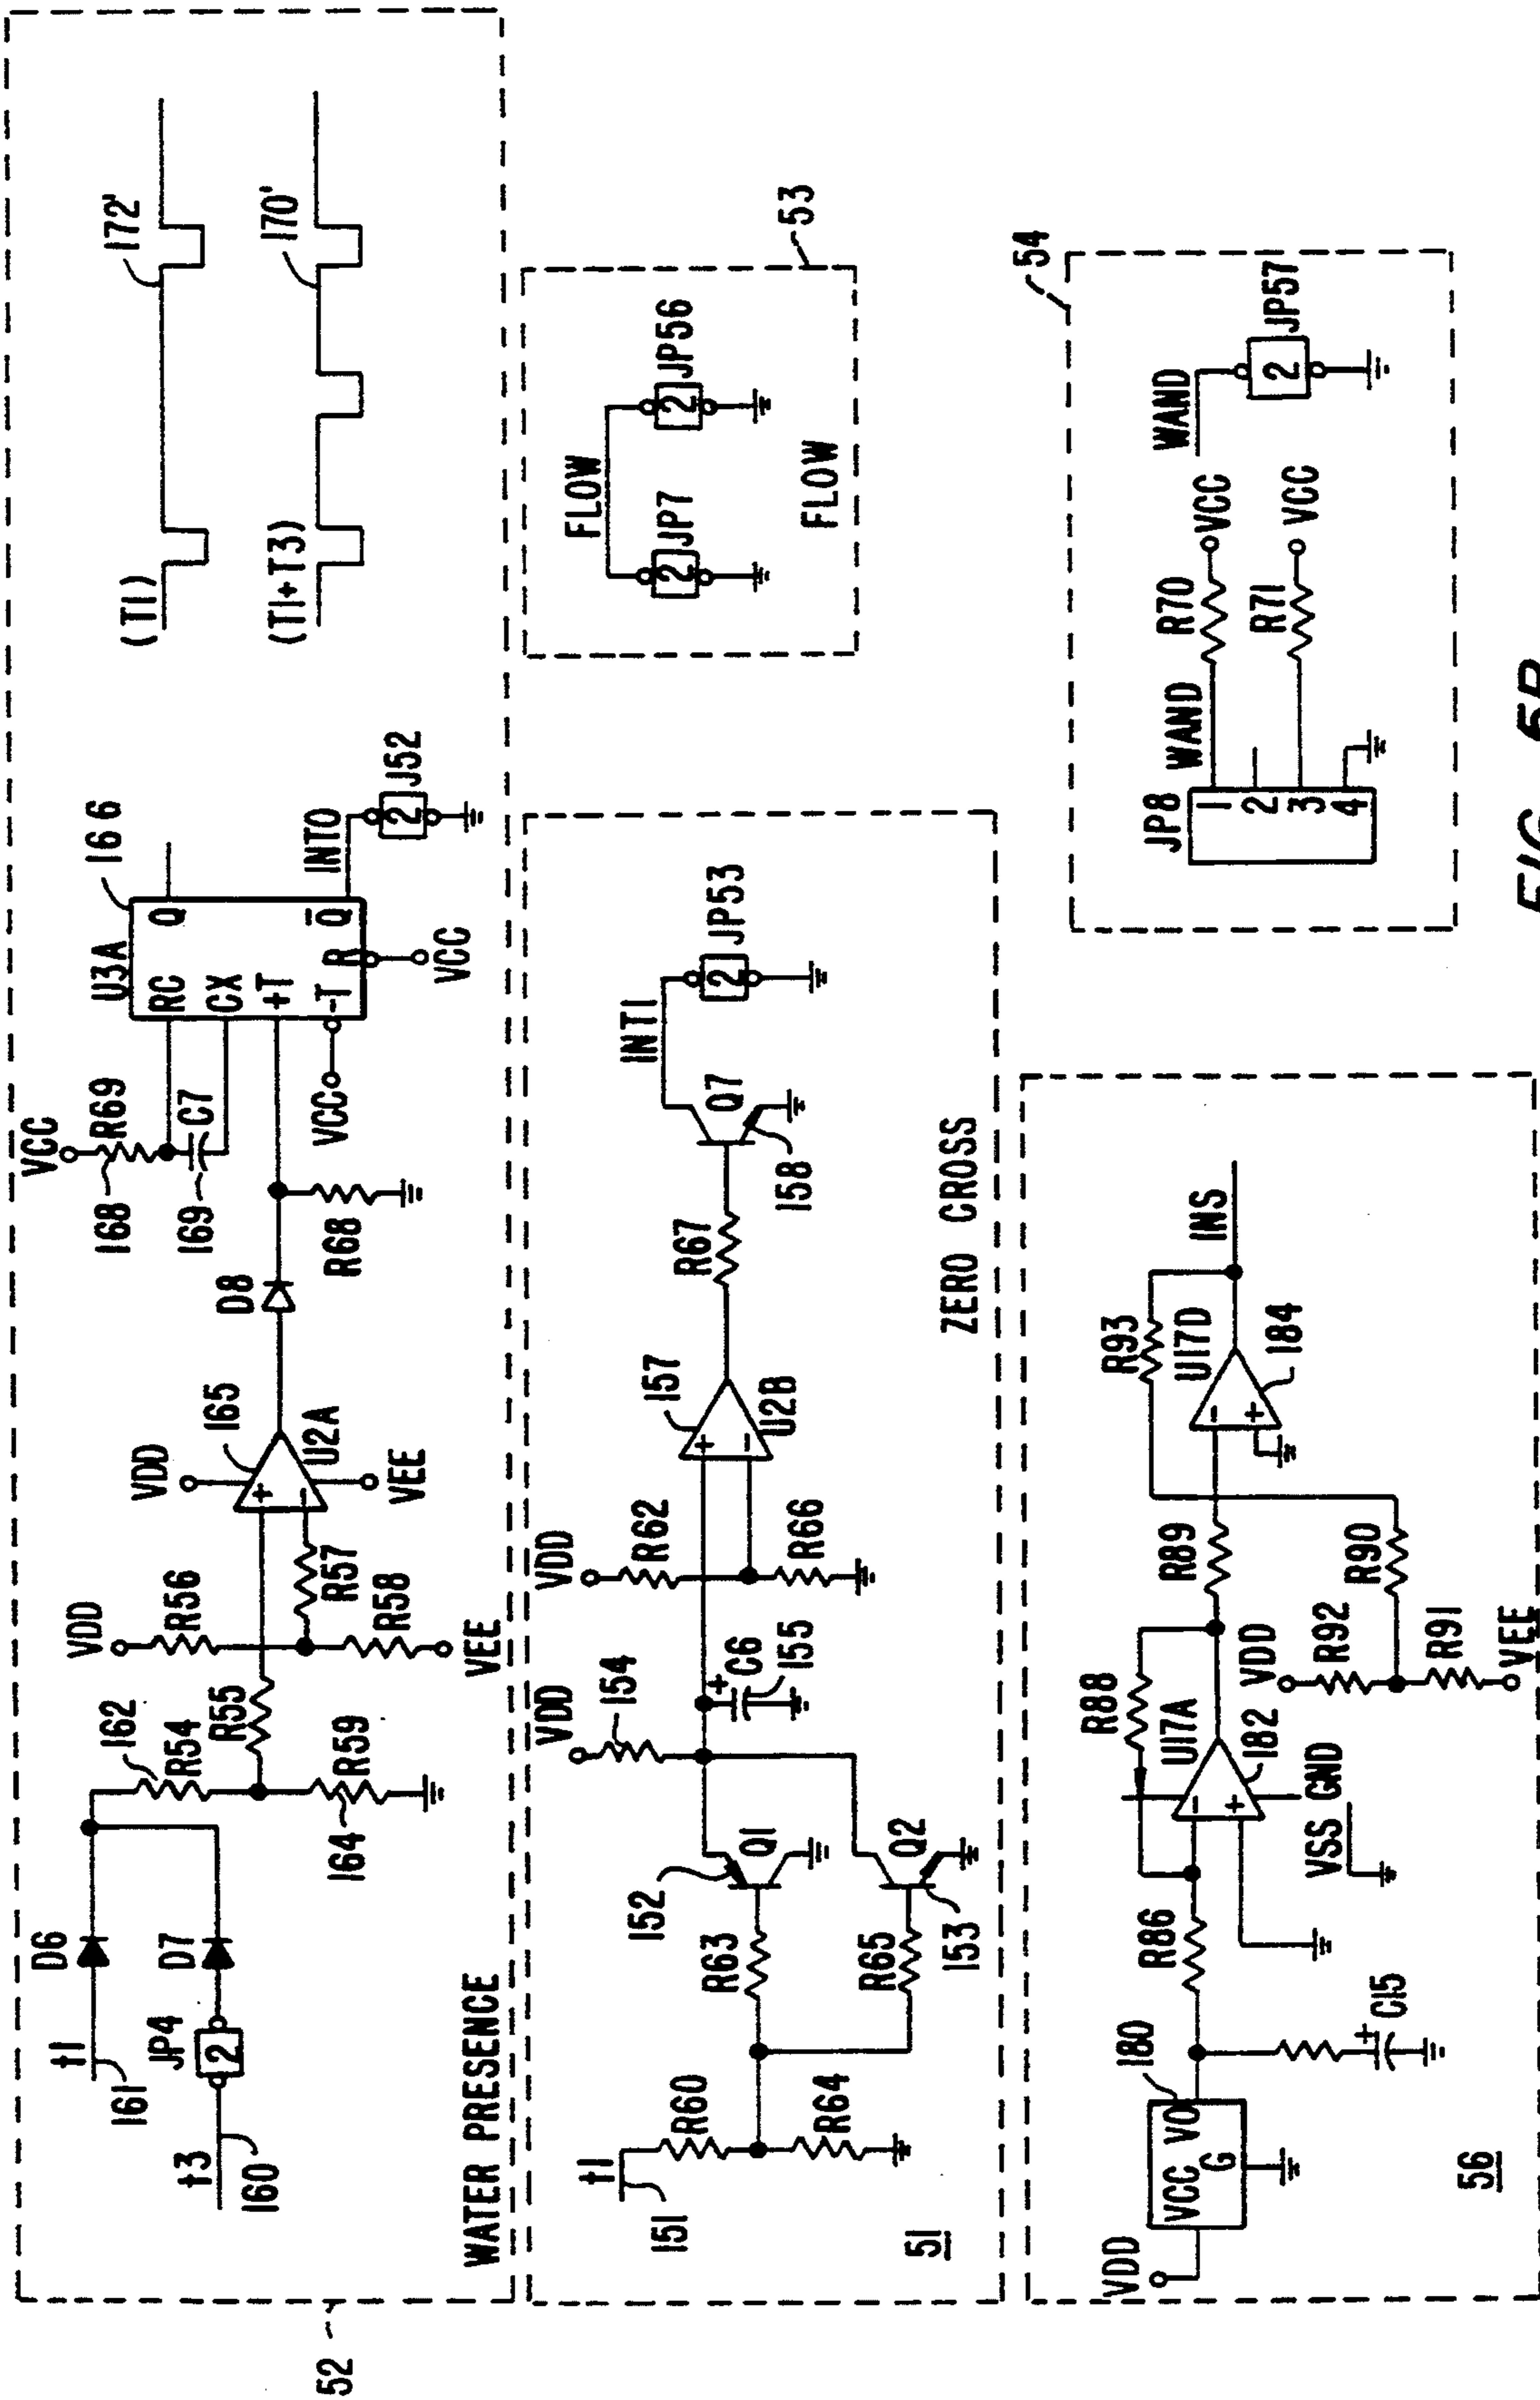 52
WATER PRESENCE
t3
160
t1
161
JP4
2
D6
D7
162
R54
R55
164
R59
VDD
R56
R57
R58
VEE
VDD
165
+
-
U2A
VEE
D8
R68
VCC
168
R69
169
C7
U3A
166
RC
CX
+T
-T
R
Q
Q̅
VCC
VCC
INT0
2
J52
(T1)
172'
(T1+T3)
170'
51
t1
151
R60
R64
R63
R65
152
Q1
153
Q2
VDD
154
C6
+
155
VDD
R62
R66
157
+
-
U2B
R67
Q7
158
INT1
2
JP53
ZERO CROSS
FLOW
2
JP7
2
JP56
FLOW
53
56
VDD
VCC VO
G
180
+
C15
R86
R88
U17A
-
+
182
VSS GND
R89
VDD
R92
R91
VEE
R90
R93
U17D
-
+
184
INS
54
JP8
1
2
3
4
WAND
R70
VCC
R71
VCC
WAND
2
JP57